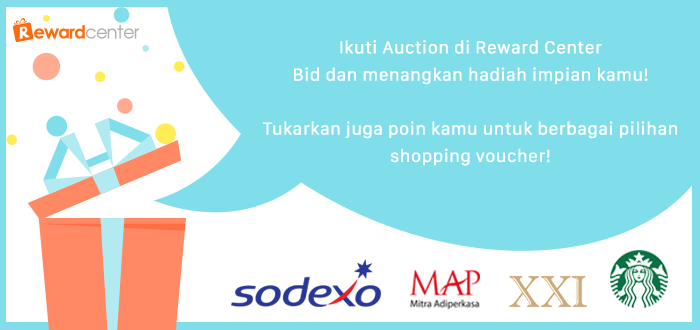 Rewardcenter
Ikuti Auction di Reward Center
Bid dan menangkan hadiah impian kamu!
Tukarkan juga poin kamu untuk berbagai pilihan
shopping voucher!
sodexo
MAP
Mitra Adiperkasa
XXI